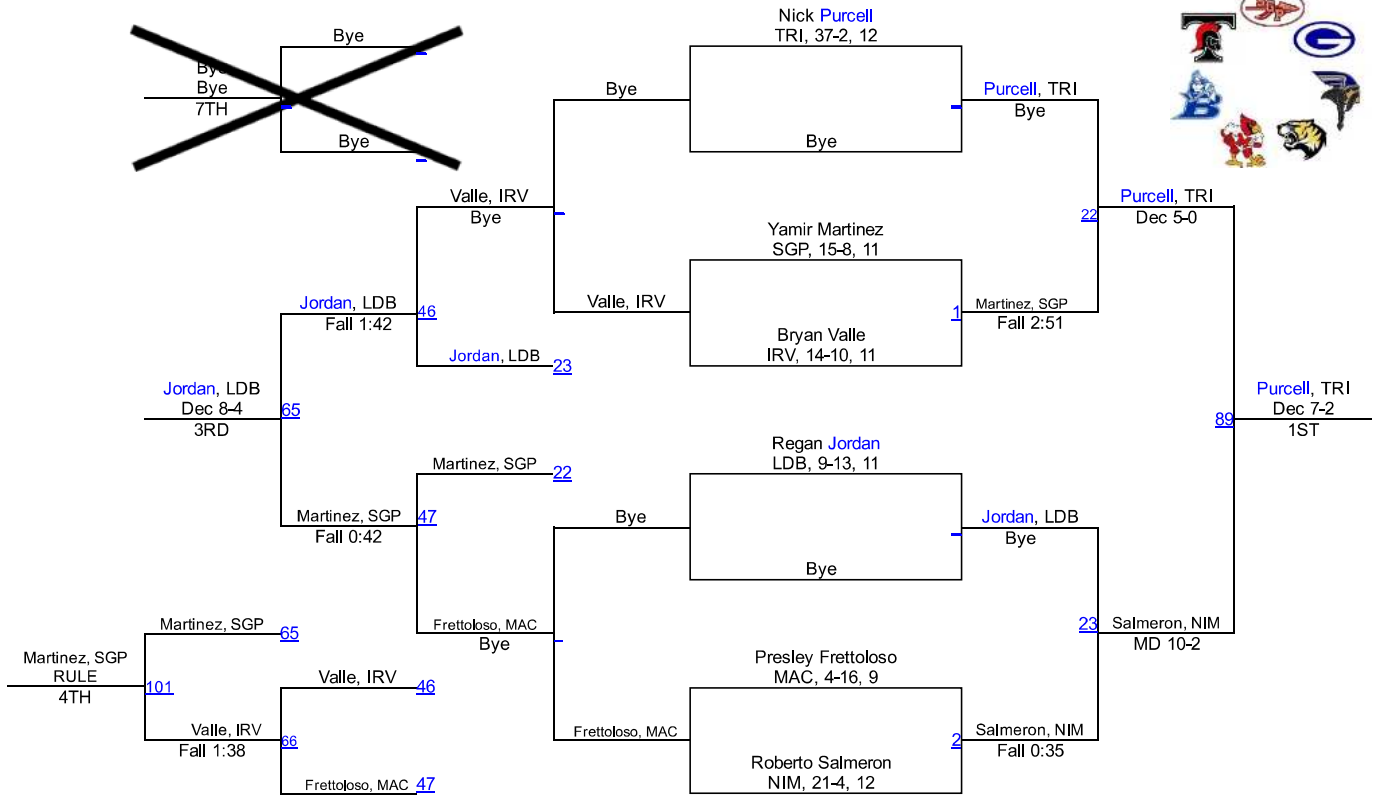 Bye
Bye
Bye
7TH
Bye
Nick Purcell
TRI, 37-2, 12
Bye
Purcell, TRI
Bye
Bye
Valle, IRV
Bye
Purcell, TRI
22
Dec 5-0
Yamir Martinez
SGP, 15-8, 11
Valle, IRV
1
Martinez, SGP
Fall 2:51
Bryan Valle
IRV, 14-10, 11
Jordan, LDB
46
Fall 1:42
Jordan, LDB 23
Jordan, LDB
Dec 8-4
65
3RD
Purcell, TRI
Dec 7-2
89
1ST
Regan Jordan
LDB, 9-13, 11
Martinez, SGP 22
Martinez, SGP
47
Fall 0:42
Bye
Jordan, LDB
Bye
Bye
Frettoloso, MAC
Bye
23
Salmeron, NIM
MD 10-2
Martinez, SGP 65
Martinez, SGP
RULE
101
4TH
Valle, IRV 46
Presley Frettoloso
MAC, 4-16, 9
Valle, IRV
66
Fall 1:38
Frettoloso, MAC
2
Salmeron, NIM
Fall 0:35
Roberto Salmeron
NIM, 21-4, 12
Frettoloso, MAC 47
T
G
B